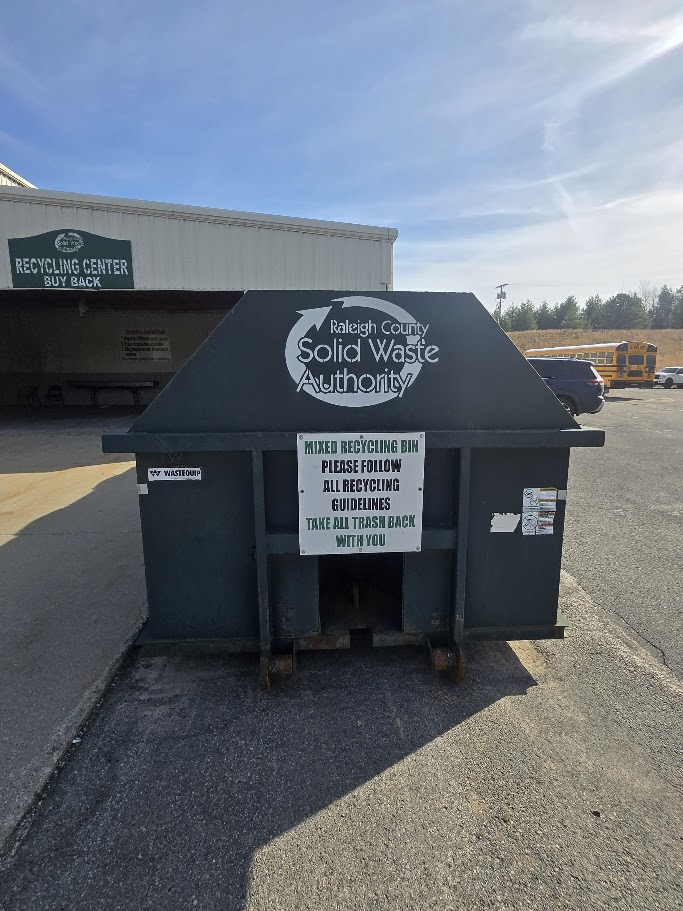 RECYCLING CENTER
BUY BACK
Raleigh County
Solid Waste
Authority
MIXED RECYCLING BIN
PLEASE FOLLOW
ALL RECYCLING
GUIDELINES
TAKE ALL TRASH BACK
WITH YOU
WASTEQUIP